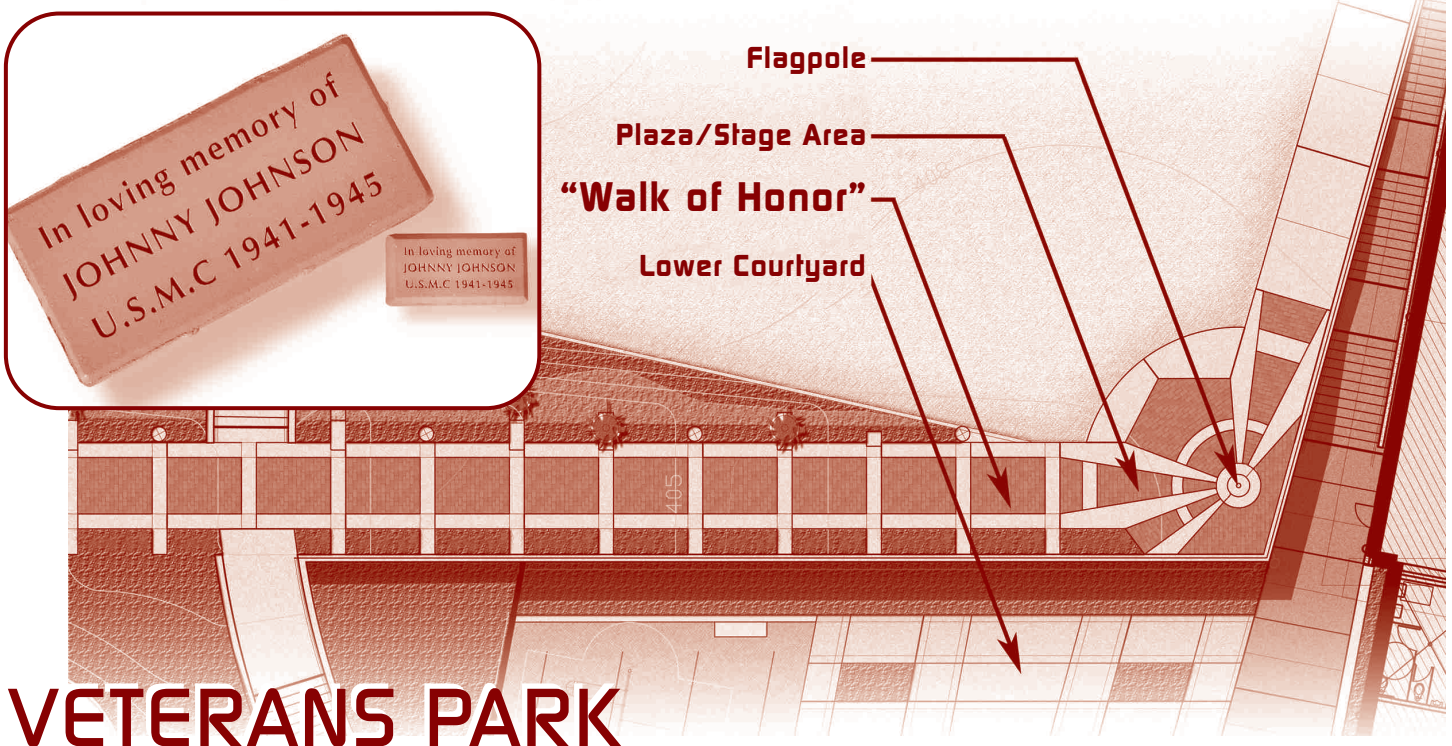 In loving memory of
JOHNNY JOHNSON
U.S.M.C 1941-1945
In loving memory of
JOHNNY JOHNSON
U.S.M.C 1941-1945
Flagpole
Plaza/Stage Area
“Walk of Honor”
Lower Courtyard
408
405
VETERANS PARK